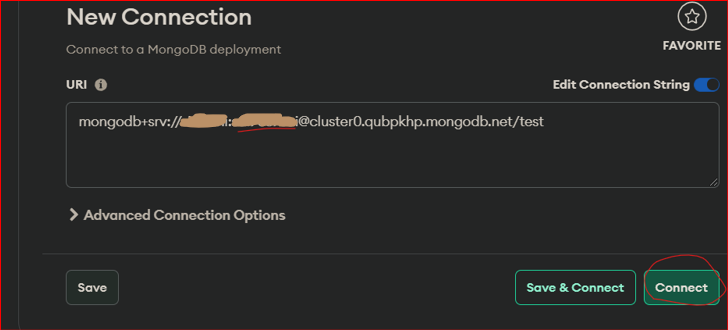 New Connection
FAVORITE
Connect to a MongoDB deployment
URI
Edit Connection String
mongodb+srv:// : i@cluster0.qubpkhp.mongodb.net/test
Advanced Connection Options
Save
Save & Connect
Connect